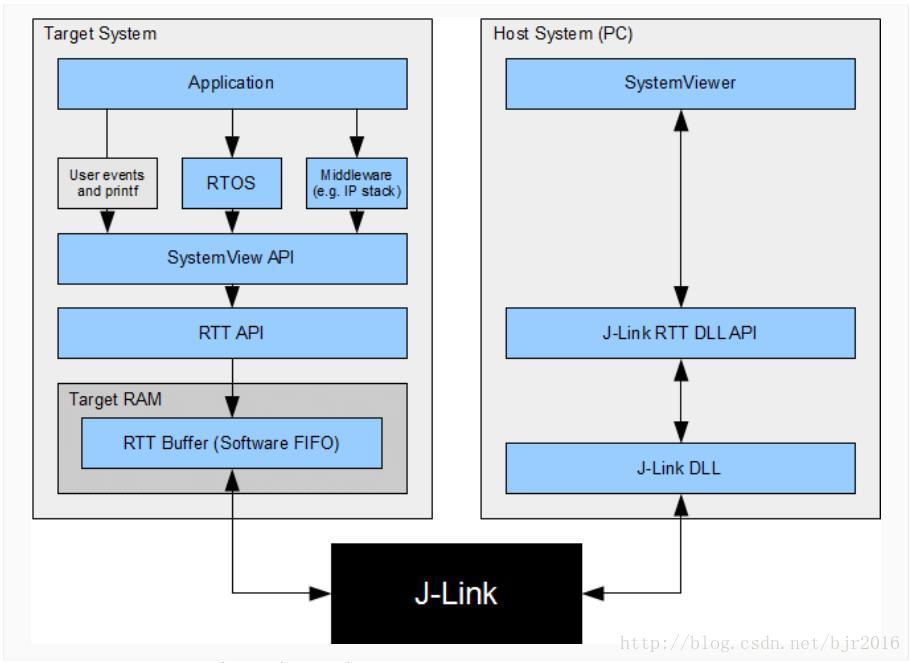 Target System
Application
User events
and printf
RTOS
Middleware
(e.g. IP stack)
SystemView API
RTT API
Target RAM
RTT Buffer (Software FIFO)
Host System (PC)
SystemViewer
J-Link RTT DLL API
J-Link DLL
J-Link
http://blog.csdn.net/bjr2016